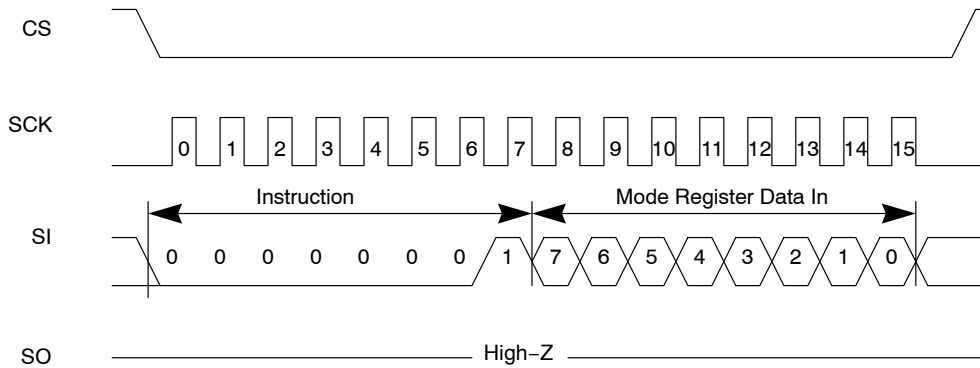 CS
SCK
0 1 2 3 4 5 6 7 8 9 10 11 12 13 14 15
Instruction Mode Register Data In
SI
0 0 0 0 0 0 0 1 7 6 5 4 3 2 1 0
SO
High−Z